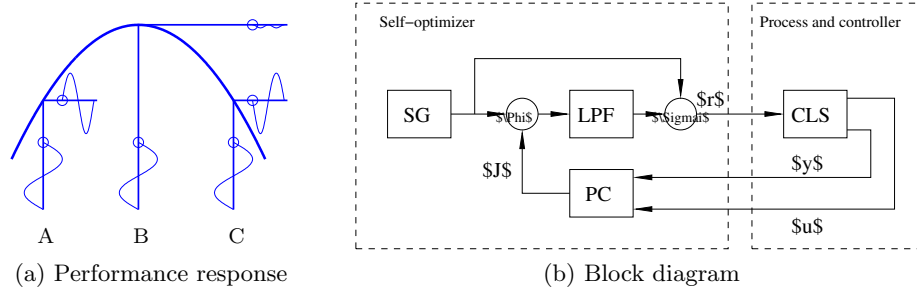 A
B
C
(a) Performance response
Self-optimizer
Process and controller
SG
$\Phi$
LPF
$\Sigma$
$r$
CLS
$J$
PC
$y$
$u$
(b) Block diagram